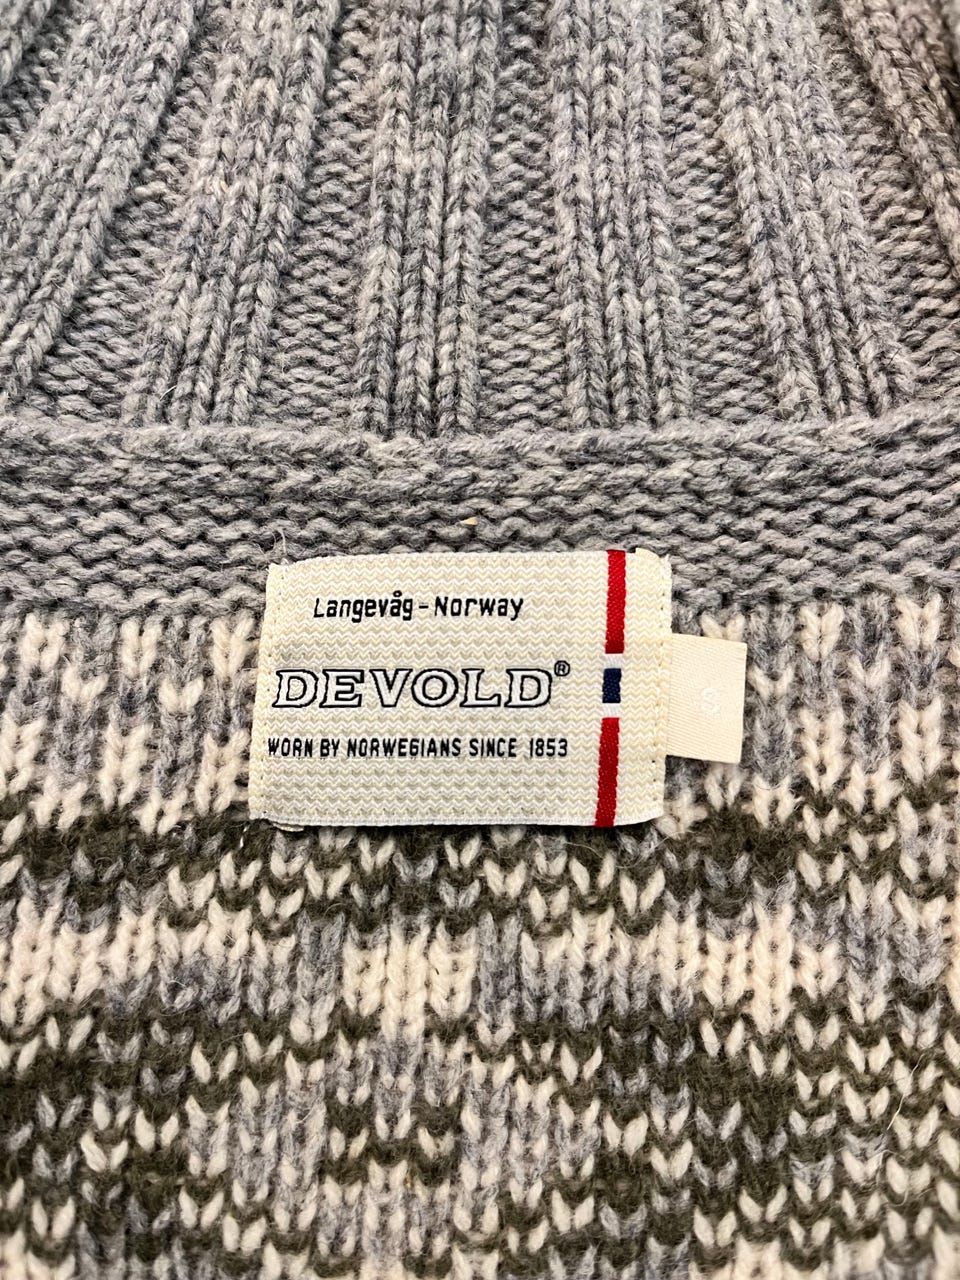 Langevåg - Norway
DEVOLD®
WORN BY NORWEGIANS SINCE 1853
S